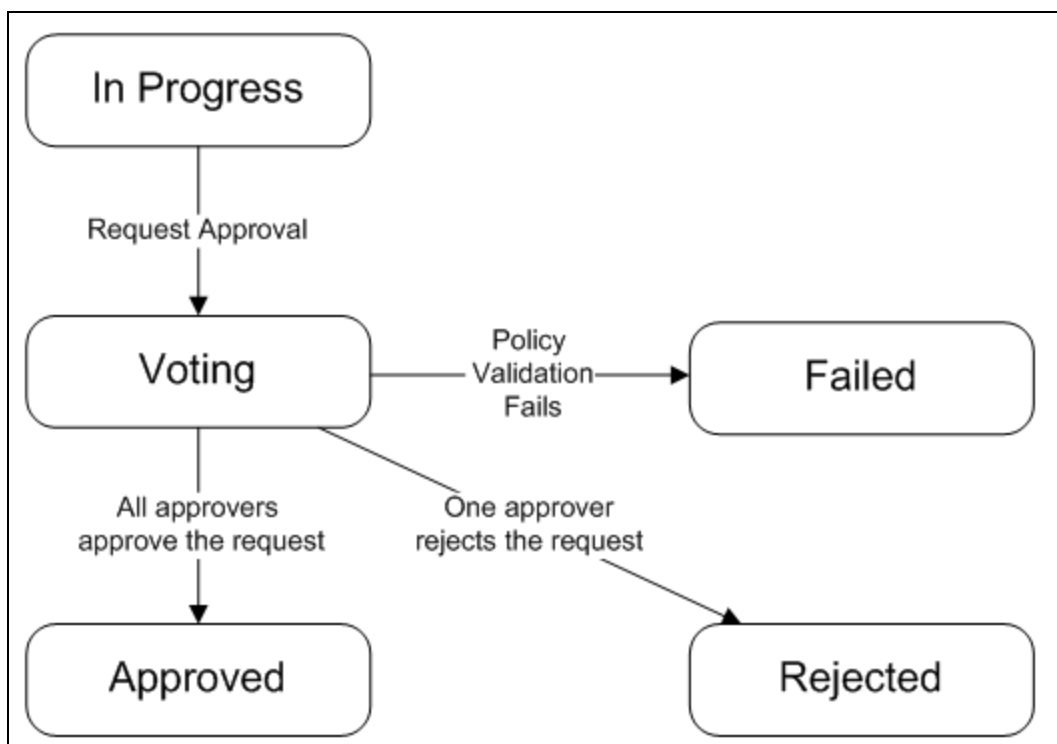 In Progress
Request Approval
Voting
Policy
Validation
Fails
Failed
All approvers
approve the request
One approver
rejects the request
Approved
Rejected